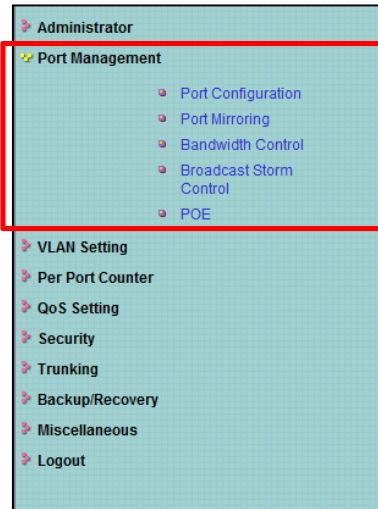 Administrator
Port Management
Port Configuration
Port Mirroring
Bandwidth Control
Broadcast Storm
Control
POE
VLAN Setting
Per Port Counter
QoS Setting
Security
Trunking
Backup/Recovery
Miscellaneous
Logout